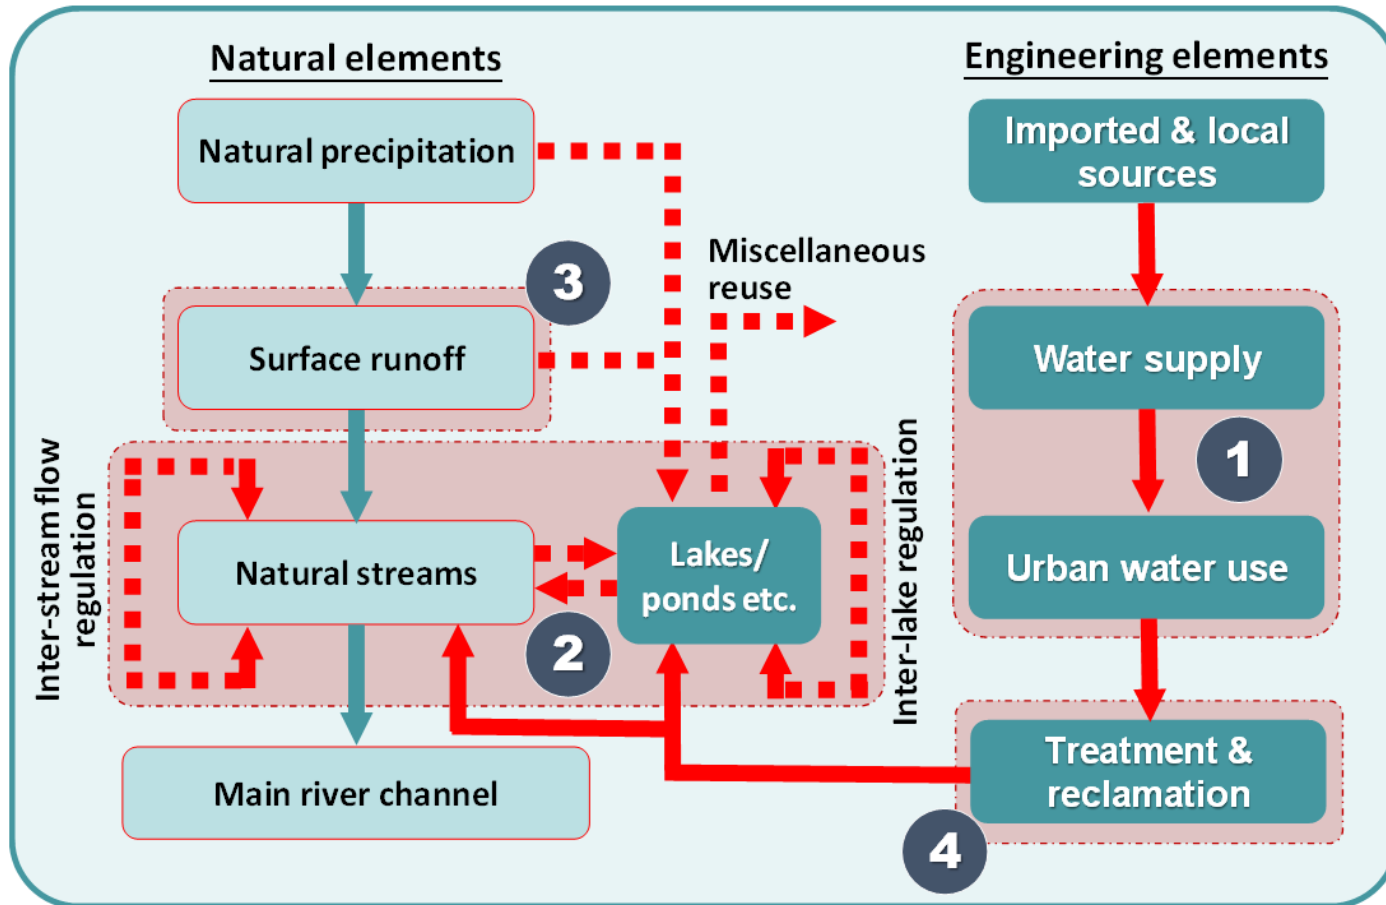 Natural elements
Engineering elements
Natural precipitation
Imported & local
sources
Miscellaneous
reuse
3
Surface runoff
Water supply
1
Inter-stream flow
regulation
Natural streams
Lakes/
ponds etc.
Inter-lake regulation
Urban water use
2
Main river channel
Treatment &
reclamation
4